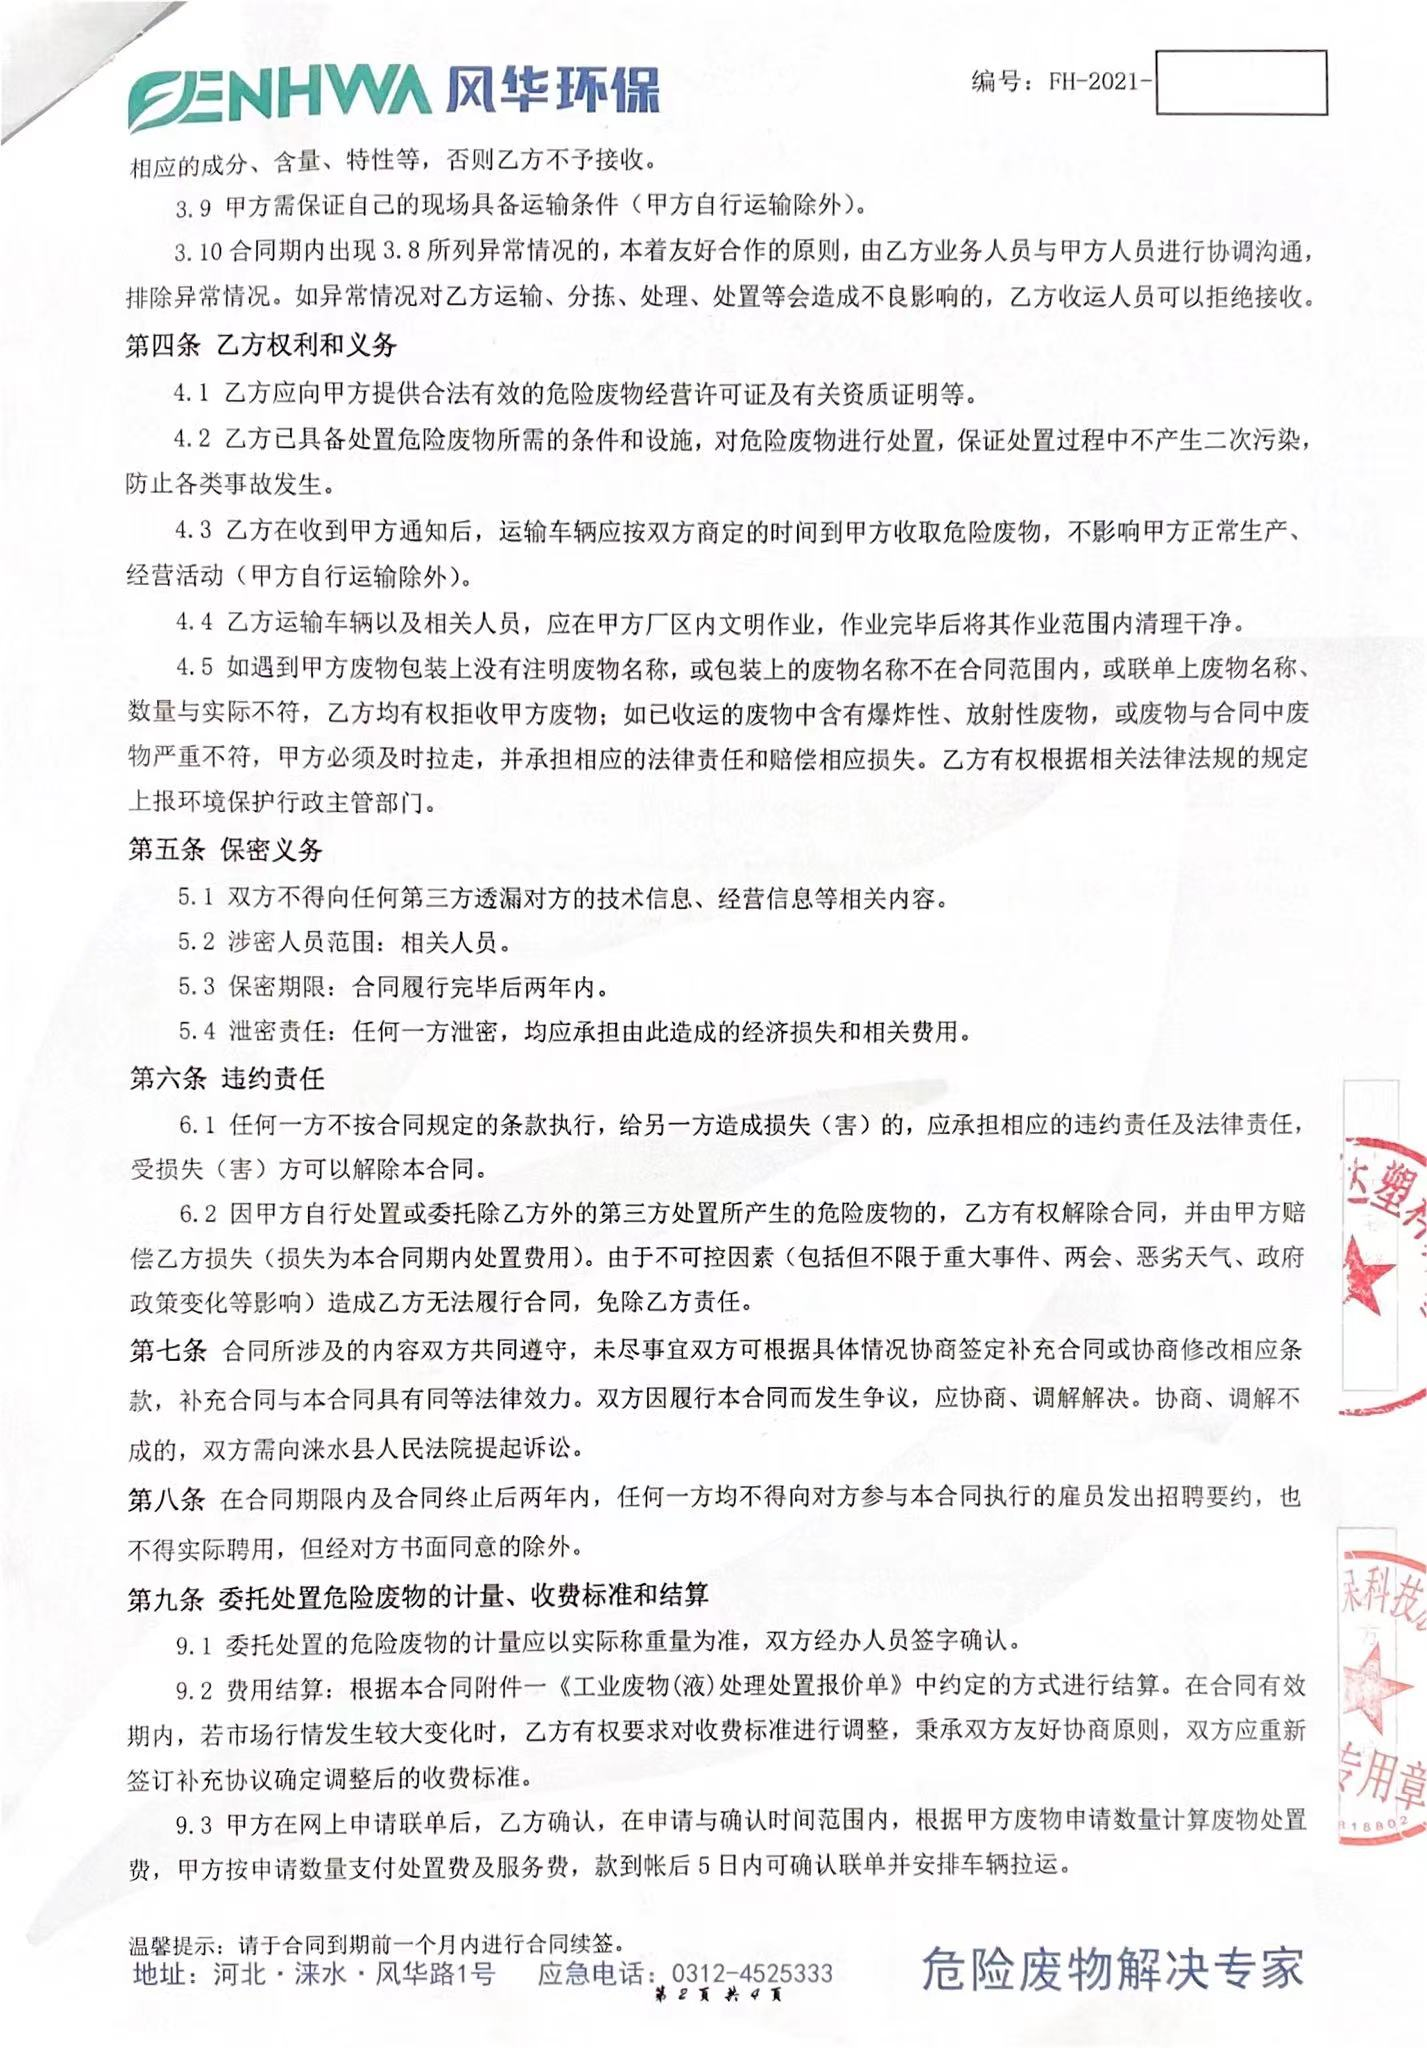 FENHWA 风华环保
编号：FH-2021-
相应的成分、含量、特性等，否则乙方不予接收。
3.9 甲方需保证自己的现场具备运输条件（甲方自行运输除外）。
3.10 合同期内出现 3.8 所列异常情况的，本着友好合作的原则，由乙方业务人员与甲方人员进行协调沟通，
排除异常情况。如异常情况对乙方运输、分拣、处理、处置等会造成不良影响的，乙方收运人员可以拒绝接收。
第四条 乙方权利和义务
4.1 乙方应向甲方提供合法有效的危险废物经营许可证及有关资质证明等。
4.2 乙方已具备处置危险废物所需的条件和设施，对危险废物进行处置，保证处置过程中不产生二次污染，
防止各类事故发生。
4.3 乙方在收到甲方通知后，运输车辆应按双方商定的时间到甲方收取危险废物，不影响甲方正常生产、
经营活动（甲方自行运输除外）。
4.4 乙方运输车辆以及相关人员，应在甲方厂区内文明作业，作业完毕后将其作业范围内清理干净。
4.5 如遇到甲方废物包装上没有注明废物名称，或包装上的废物名称不在合同范围内，或联单上废物名称、
数量与实际不符，乙方均有权拒收甲方废物；如已收运的废物中含有爆炸性、放射性废物，或废物与合同中废
物严重不符，甲方必须及时拉走，并承担相应的法律责任和赔偿相应损失。乙方有权根据相关法律法规的规定
上报环境保护行政主管部门。
第五条 保密义务
5.1 双方不得向任何第三方透漏对方的技术信息、经营信息等相关内容。
5.2 涉密人员范围：相关人员。
5.3 保密期限：合同履行完毕后两年内。
5.4 泄密责任：任何一方泄密，均应承担由此造成的经济损失和相关费用。
第六条 违约责任
6.1 任何一方不按合同规定的条款执行，给另一方造成损失（害）的，应承担相应的违约责任及法律责任，
受损失（害）方可以解除本合同。
6.2 因甲方自行处置或委托除乙方外的第三方处置所产生的危险废物的，乙方有权解除合同，并由甲方赔
偿乙方损失（损失为本合同期内处置费用）。由于不可控因素（包括但不限于重大事件、两会、恶劣天气、政府
政策变化等影响）造成乙方无法履行合同，免除乙方责任。
第七条 合同所涉及的内容双方共同遵守，未尽事宜双方可根据具体情况协商签定补充合同或协商修改相应条
款，补充合同与本合同具有同等法律效力。双方因履行本合同而发生争议，应协商、调解解决。协商、调解不
成的，双方需向涞水县人民法院提起诉讼。
第八条 在合同期限内及合同终止后两年内，任何一方均不得向对方参与本合同执行的雇员发出招聘要约，也
不得实际聘用，但经对方书面同意的除外。
第九条 委托处置危险废物的计量、收费标准和结算
9.1 委托处置的危险废物的计量应以实际称重量为准，双方经办人员签字确认。
9.2 费用结算：根据本合同附件一《工业废物(液)处理处置报价单》中约定的方式进行结算。在合同有效
期内，若市场行情发生较大变化时，乙方有权要求对收费标准进行调整，秉承双方友好协商原则，双方应重新
签订补充协议确定调整后的收费标准。
9.3 甲方在网上申请联单后，乙方确认，在申请与确认时间范围内，根据甲方废物申请数量计算废物处置
费，甲方按申请数量支付处置费及服务费，款到帐后 5 日内可确认联单并安排车辆拉运。
塑
保科技
专用章
18802
温馨提示：请于合同到期前一个月内进行合同续签。
地址：河北·涞水·风华路1号 应急电话：0312-4525333
危险废物解决专家
第 2 页 共 4 页